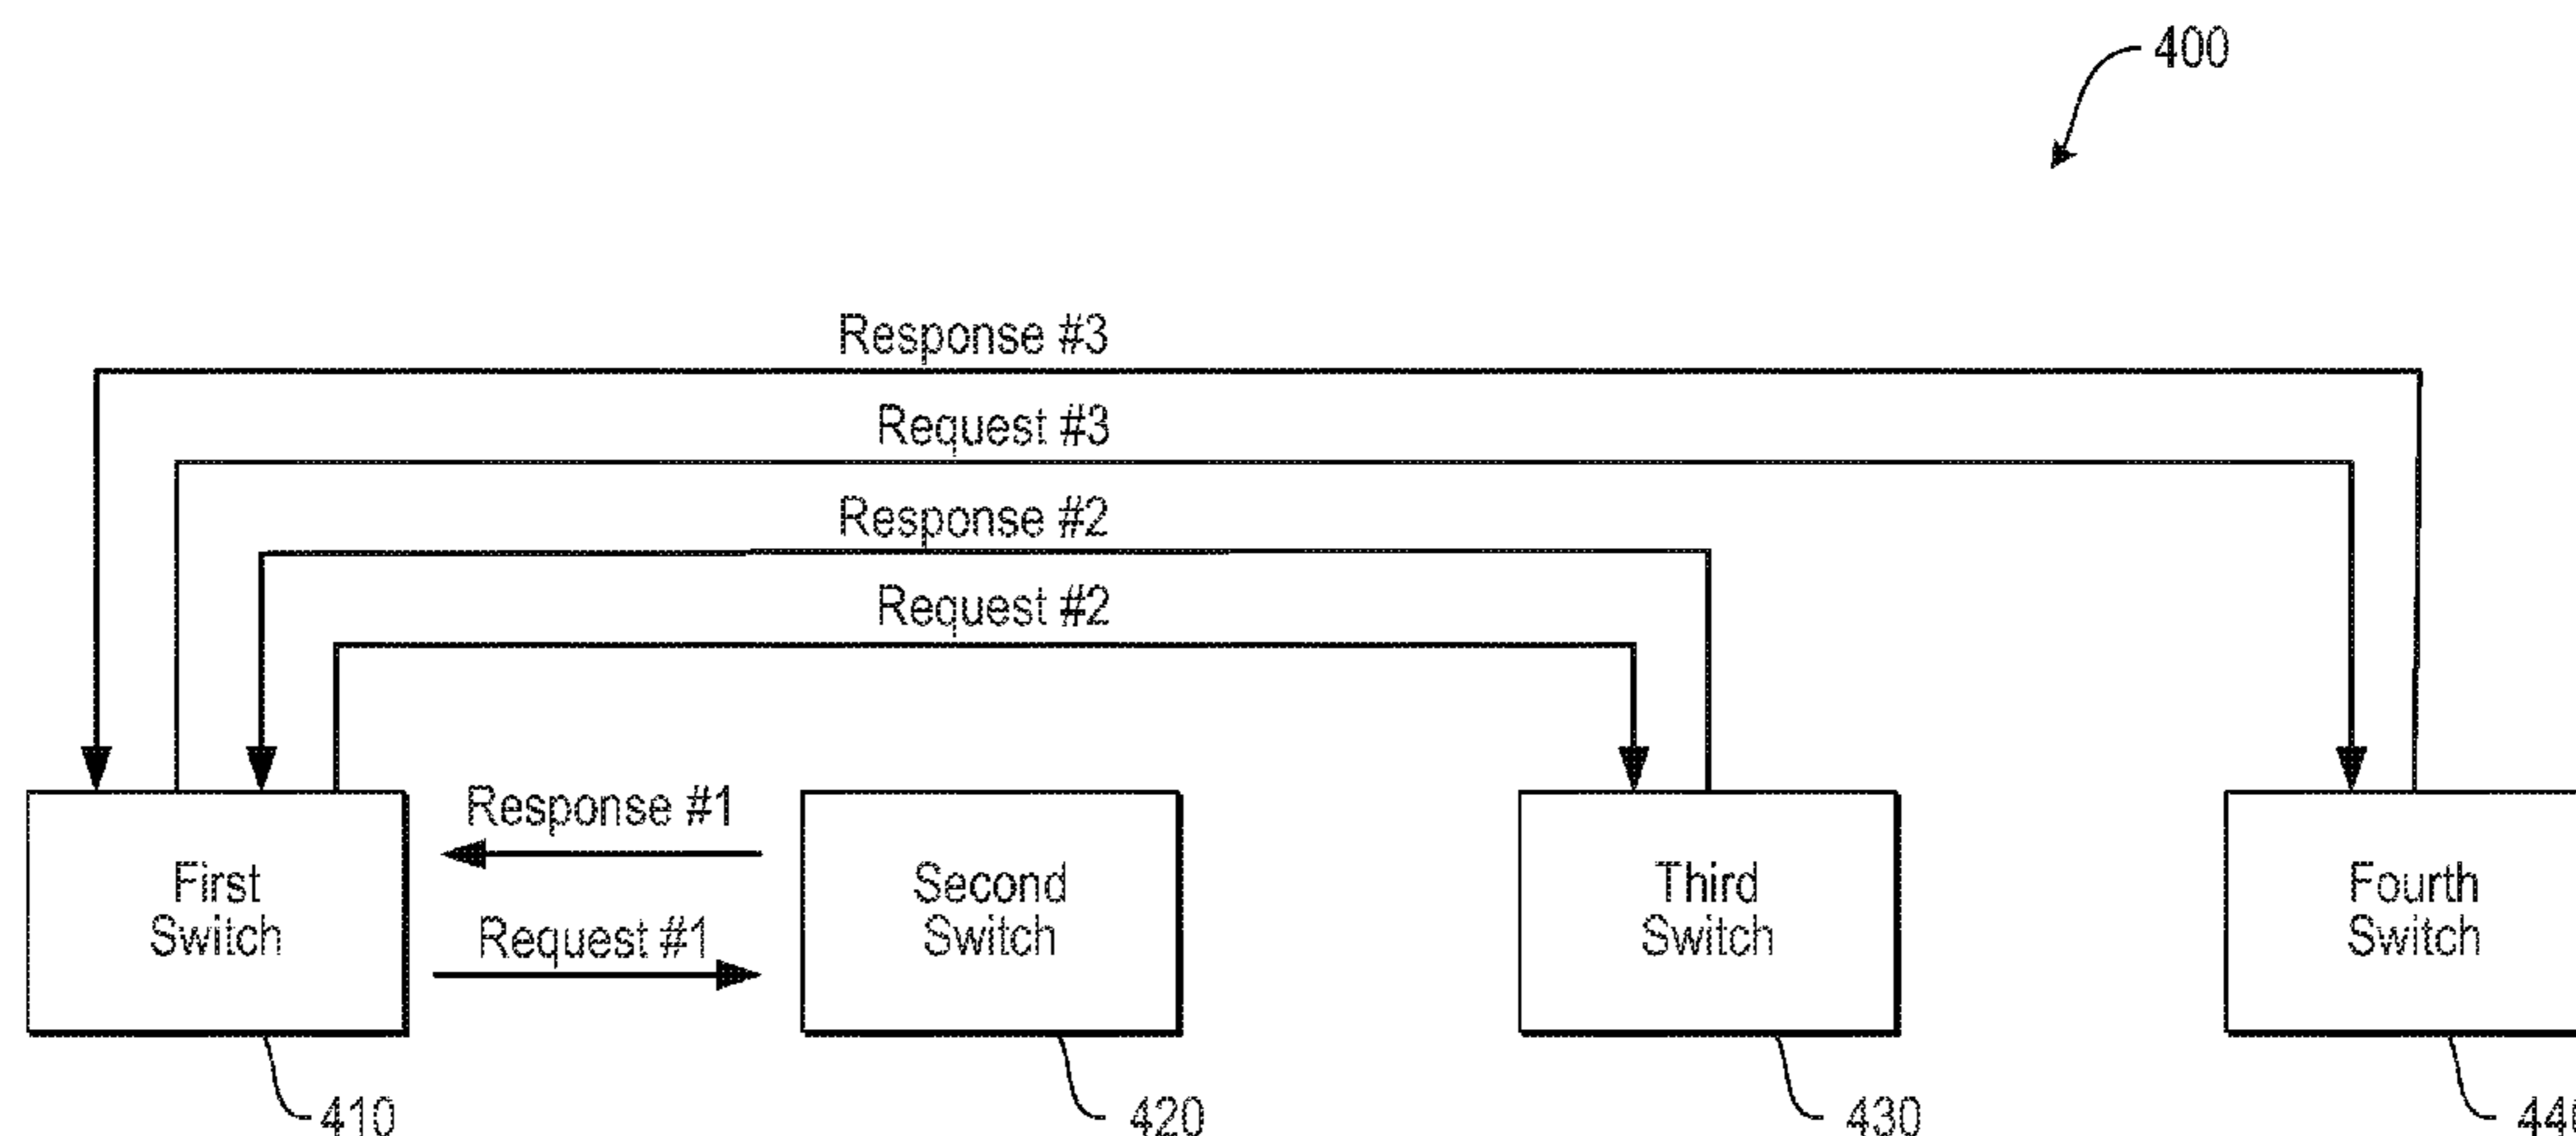 400
Response #3
Request #3
Response #2
Request #2
Response #1
Request #1
First
Switch
Second
Switch
Third
Switch
Fourth
Switch
410
420
430